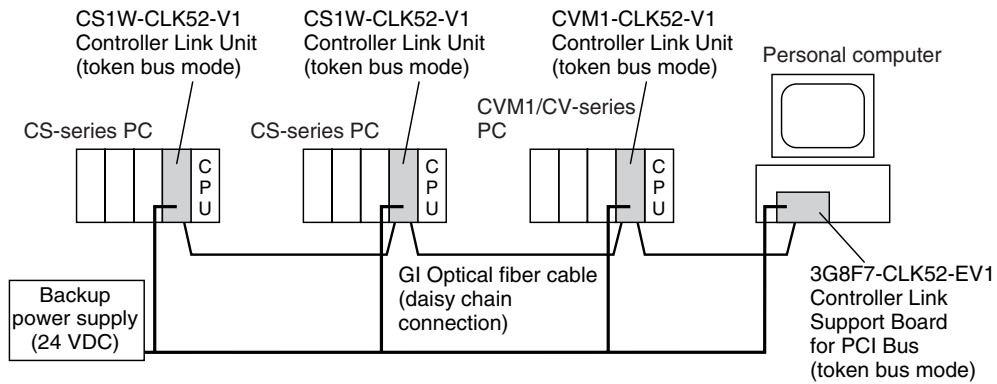 CS1W-CLK52-V1
Controller Link Unit
(token bus mode)
CS1W-CLK52-V1
Controller Link Unit
(token bus mode)
CVM1-CLK52-V1
Controller Link Unit
(token bus mode)
Personal computer
CS-series PC
CS-series PC
CVM1/CV-series
PC
C
P
U
C
P
U
C
P
U
GI Optical fiber cable
(daisy chain
connection)
Backup
power supply
(24 VDC)
3G8F7-CLK52-EV1
Controller Link
Support Board
for PCI Bus
(token bus mode)